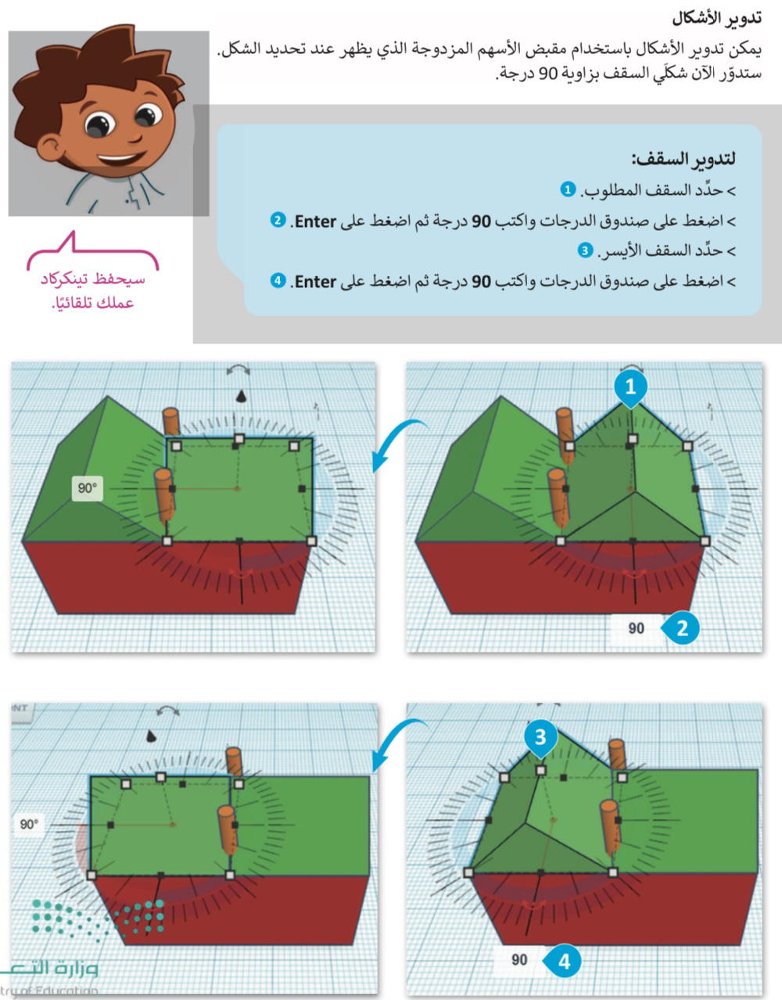 تدوير الأشكال
يمكن تدوير الأشكال باستخدام مقبض الأسهم المزدوجة الذي يظهر عند تحديد الشكل.
ستدوّر الآن شكلَي السقف بزاوية 90 درجة.
لتدوير السقف:
> حدِّد السقف المطلوب. 1
> اضغط على صندوق الدرجات واكتب 90 درجة ثم اضغط على Enter. 2
> حدِّد السقف الأيسر. 3
> اضغط على صندوق الدرجات واكتب 90 درجة ثم اضغط على Enter. 4
سيحفظ تينكركاد
عملك تلقائيًا.
1
90°
90 2
3
90°
90 4
وزارة التعـ